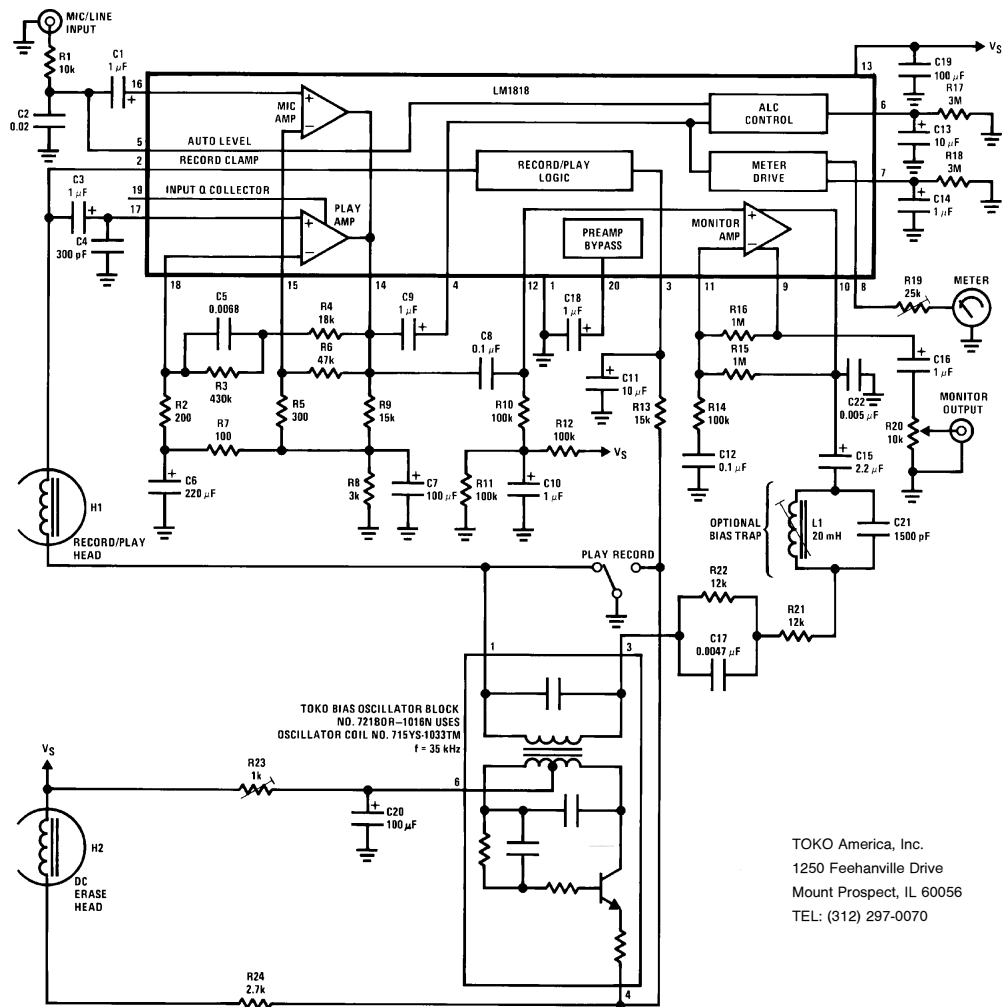 MIC/LINE
INPUT
R1
10k
C1
1 μF
+
16
C2
0.02
LM1818
13
VS
C19
100 μF
R17
3M
+
−
MIC
AMP
ALC
CONTROL
6
+
C13
10 μF
5
AUTO LEVEL
2
RECORD CLAMP
RECORD/PLAY
LOGIC
METER
DRIVE
R18
3M
7
+
C14
1 μF
C3
1 μF
+
19
INPUT Q COLLECTOR
17
C4
300 pF
PLAY
AMP
+
−
PREAMP
BYPASS
MONITOR
AMP
+
−
18
15
14
4
12
1
20
3
11
9
10
8
R19
25k
METER
C5
0.0068
R4
18k
C9
1 μF
+
C18
1 μF
+
R16
1M
R3
430k
R6
47k
C8
0.1 μF
+
C11
10 μF
R15
1M
C16
1 μF
+
C22
0.005 μF
R2
200
R5
300
R9
15k
R10
100k
R13
15k
R14
100k
MONITOR
OUTPUT
R20
10k
R7
100
R12
100k
VS
C12
0.1 μF
+
C15
2.2 μF
+
C6
220 μF
R8
3k
+
C7
100 μF
R11
100k
+
C10
1 μF
H1
RECORD/PLAY
HEAD
OPTIONAL
BIAS TRAP
L1
20 mH
C21
1500 pF
PLAY RECORD
R22
12k
R21
12k
C17
0.0047 μF
1
3
TOKO BIAS OSCILLATOR BLOCK
NO. 721BOR–1016N USES
OSCILLATOR COIL NO. 715YS-1033TM
f = 35 kHz
VS
R23
1k
6
+
C20
100 μF
H2
DC
ERASE
HEAD
R24
2.7k
4
TOKO America, Inc.
1250 Feehanville Drive
Mount Prospect, IL 60056
TEL: (312) 297-0070